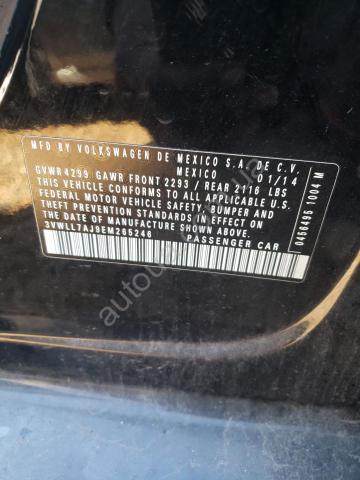 MFD BY VOLKSWAGEN DE MEXICO S.A. DE C.V.
MEXICO 01/14
GVWR 4299 GAWR FRONT 2293 / REAR 2116 LBS
THIS VEHICLE CONFORMS TO ALL APPLICABLE
FEDERAL MOTOR VEHICLE SAFETY, BUMPER AND
THEFT PREVENTION STANDARDS IN EFFECT
ON THE DATE OF MANUFACTURE SHOWN ABOVE.
3VWLL7AJ9EM265246 PASSENGER CAR
0456495 1004 M